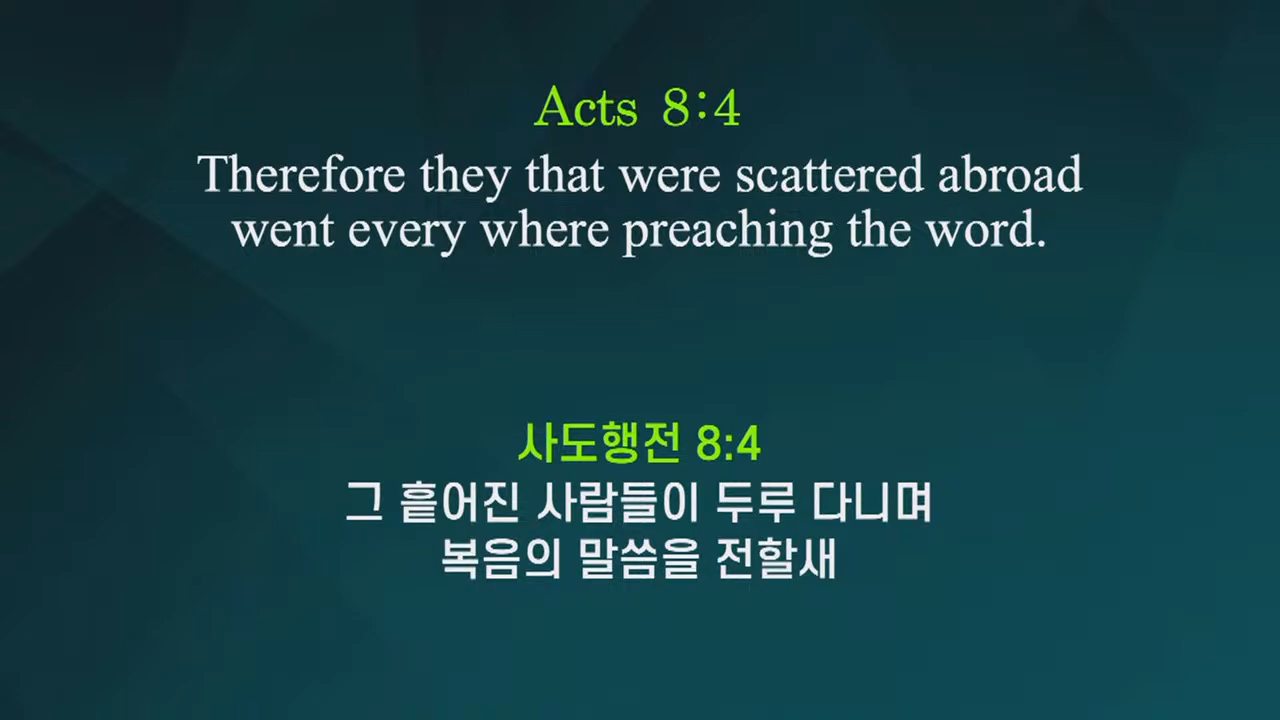 Acts 8:4
Therefore they that were scattered abroad
went every where preaching the word.
사도행전 8:4
그 흩어진 사람들이 두루 다니며
복음의 말씀을 전할새